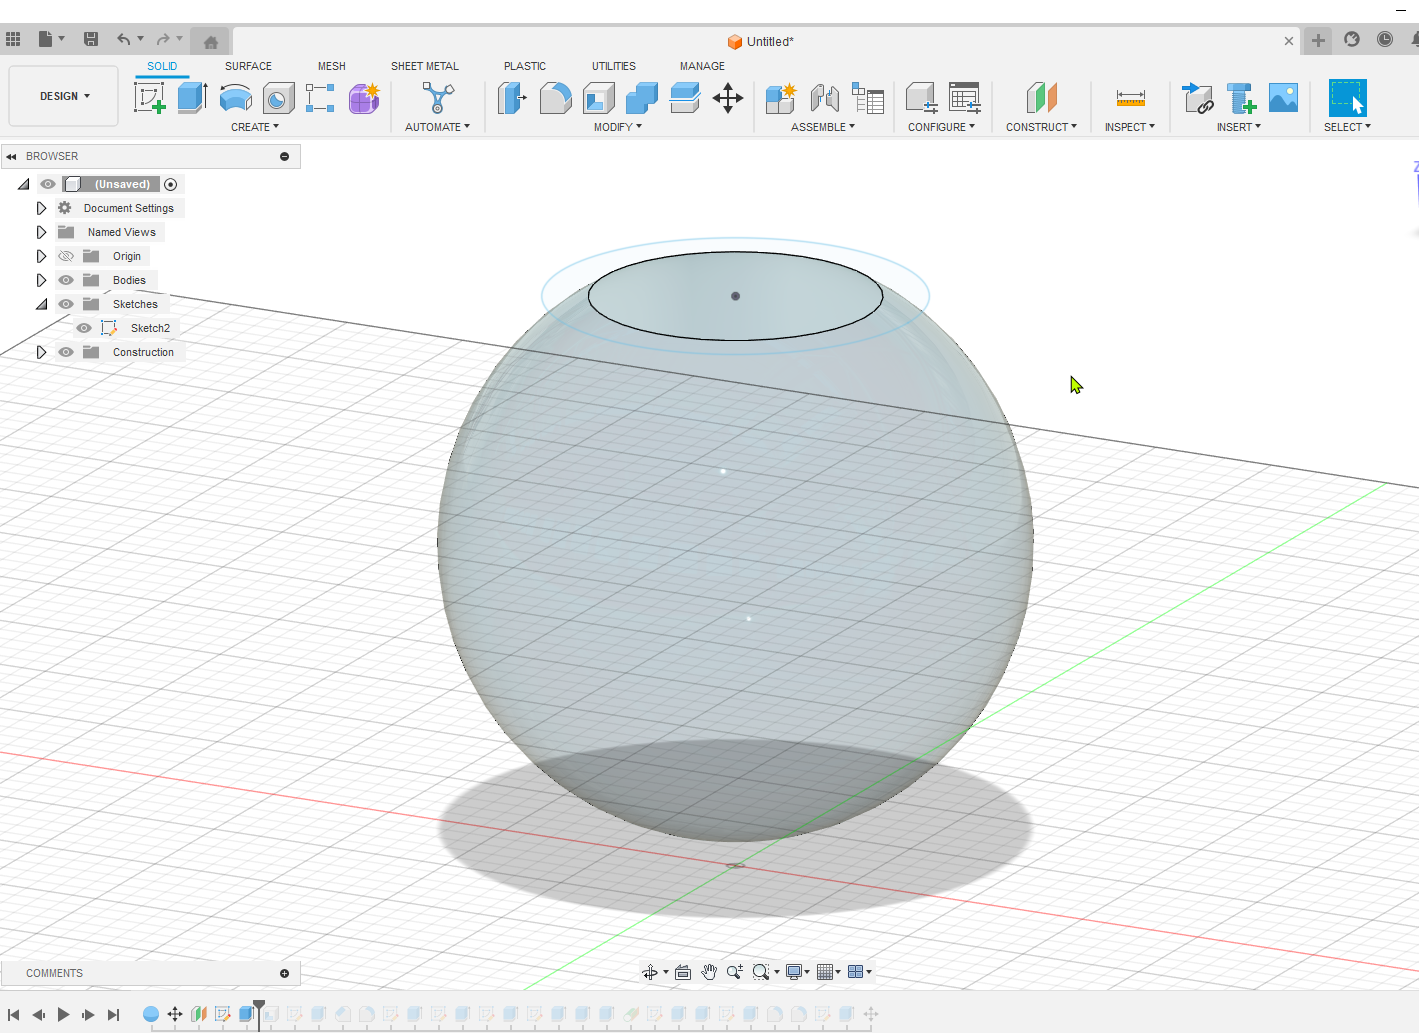 Untitled*
SOLID SURFACE MESH SHEET METAL PLASTIC UTILITIES MANAGE
DESIGN
CREATE AUTOMATE MODIFY ASSEMBLE CONFIGURE CONSTRUCT INSPECT INSERT SELECT
BROWSER
(Unsaved)
Document Settings
Named Views
Origin
Bodies
Sketches
Sketch2
Construction
Z
COMMENTS